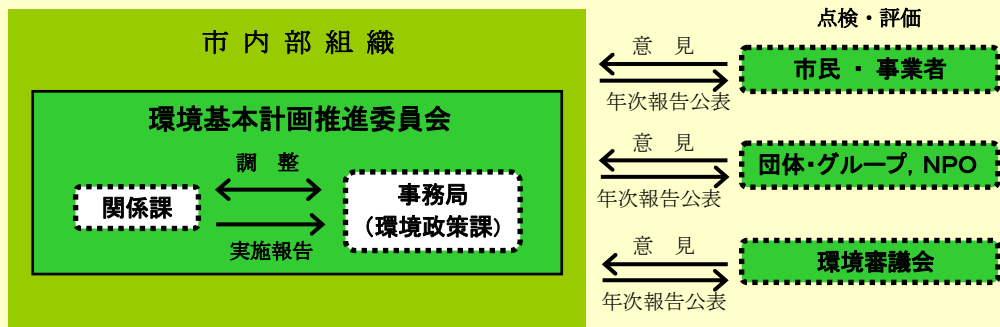 市内部組織
環境基本計画推進委員会
調 整
関係課
事務局
(環境政策課)
実施報告
点検・評価
意 見
市民 ・ 事業者
年次報告公表
意 見
団体・グループ, NPO
年次報告公表
意 見
環境審議会
年次報告公表